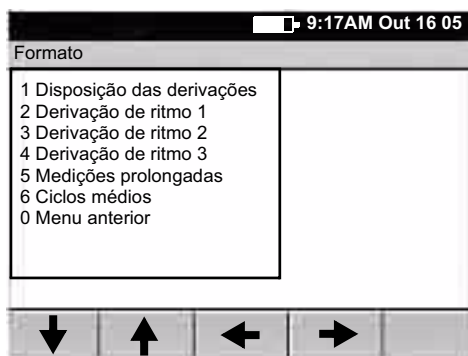 9:17AM Out 16 05
Formato
1 Disposição das derivações
2 Derivação de ritmo 1
3 Derivação de ritmo 2
4 Derivação de ritmo 3
5 Medições prolongadas
6 Ciclos médios
0 Menu anterior